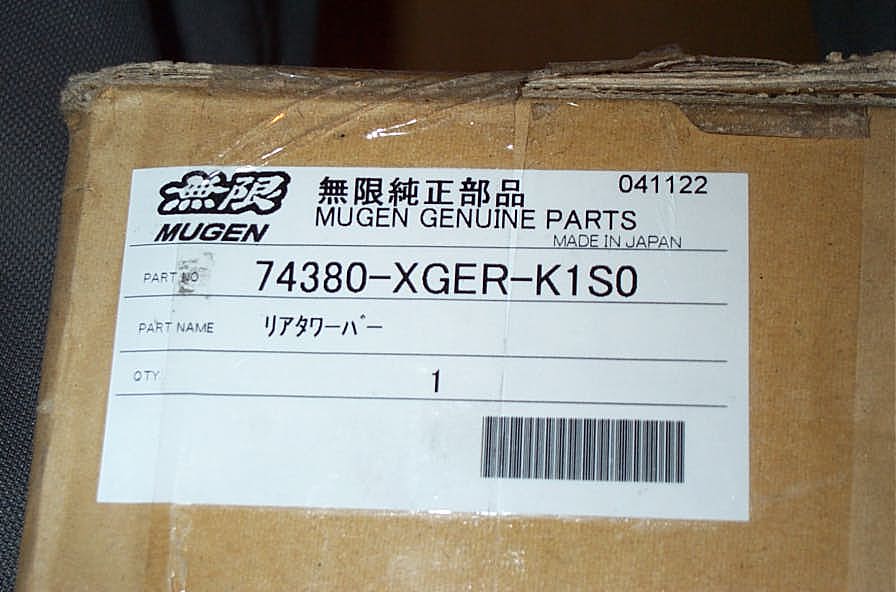 無限
MUGEN
無限純正部品
041122
MUGEN GENUINE PARTS
MADE IN JAPAN
PART NO
74380-XGER-K1S0
PART NAME
ﾘｱﾀﾜｰﾊﾞｰ
QTY
1